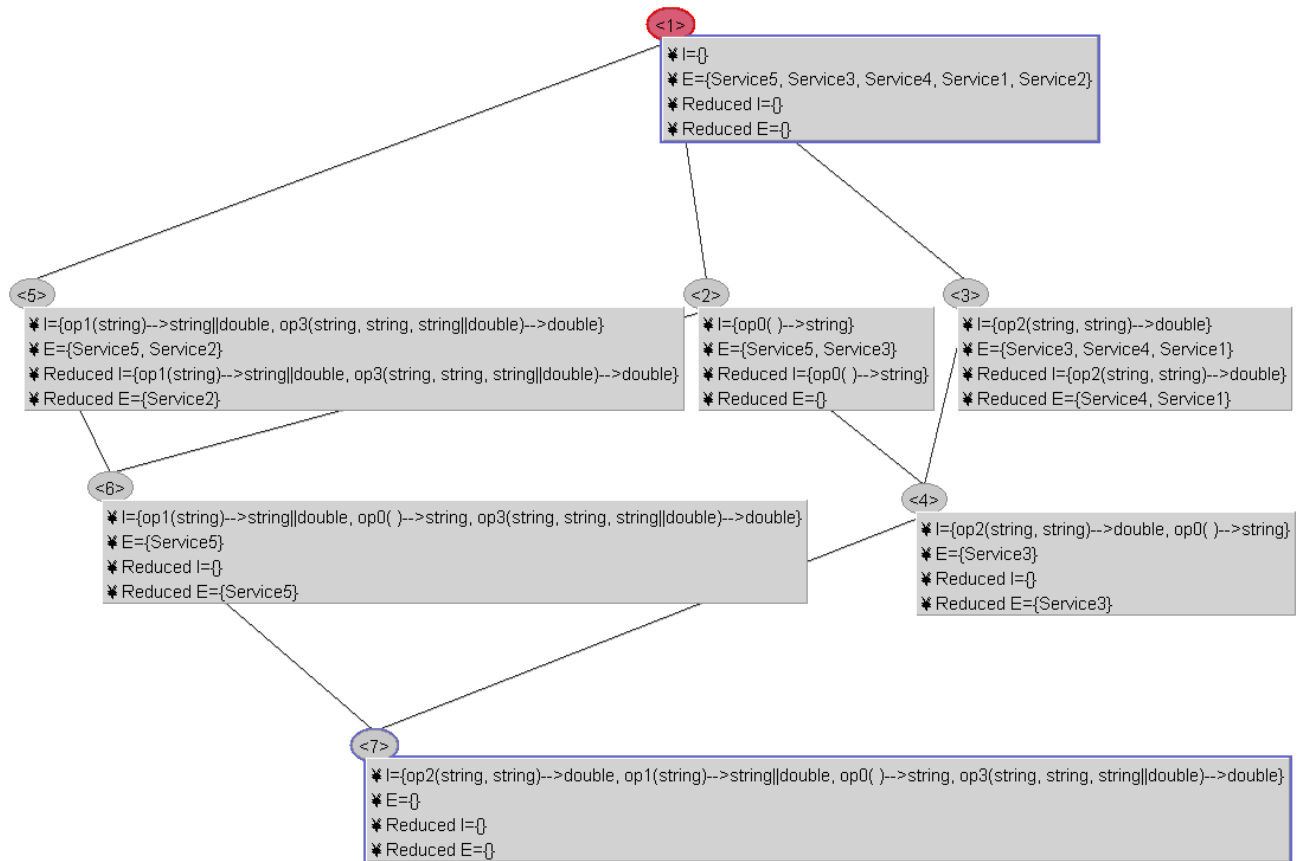 <1>
¥ I={}
¥ E={Service5, Service3, Service4, Service1, Service2}
¥ Reduced I={}
¥ Reduced E={}
<5>
¥ I={op1(string)-->string||double, op3(string, string, string||double)-->double}
¥ E={Service5, Service2}
¥ Reduced I={op1(string)-->string||double, op3(string, string, string||double)-->double}
¥ Reduced E={Service2}
<2>
¥ I={op0( )-->string}
¥ E={Service5, Service3}
¥ Reduced I={op0( )-->string}
¥ Reduced E={}
<3>
¥ I={op2(string, string)-->double}
¥ E={Service3, Service4, Service1}
¥ Reduced I={op2(string, string)-->double}
¥ Reduced E={Service4, Service1}
<6>
¥ I={op1(string)-->string||double, op0( )-->string, op3(string, string, string||double)-->double}
¥ E={Service5}
¥ Reduced I={}
¥ Reduced E={Service5}
<4>
¥ I={op2(string, string)-->double, op0( )-->string}
¥ E={Service3}
¥ Reduced I={}
¥ Reduced E={Service3}
<7>
¥ I={op2(string, string)-->double, op1(string)-->string||double, op0( )-->string, op3(string, string, string||double)-->double}
¥ E={}
¥ Reduced I={}
¥ Reduced E={}